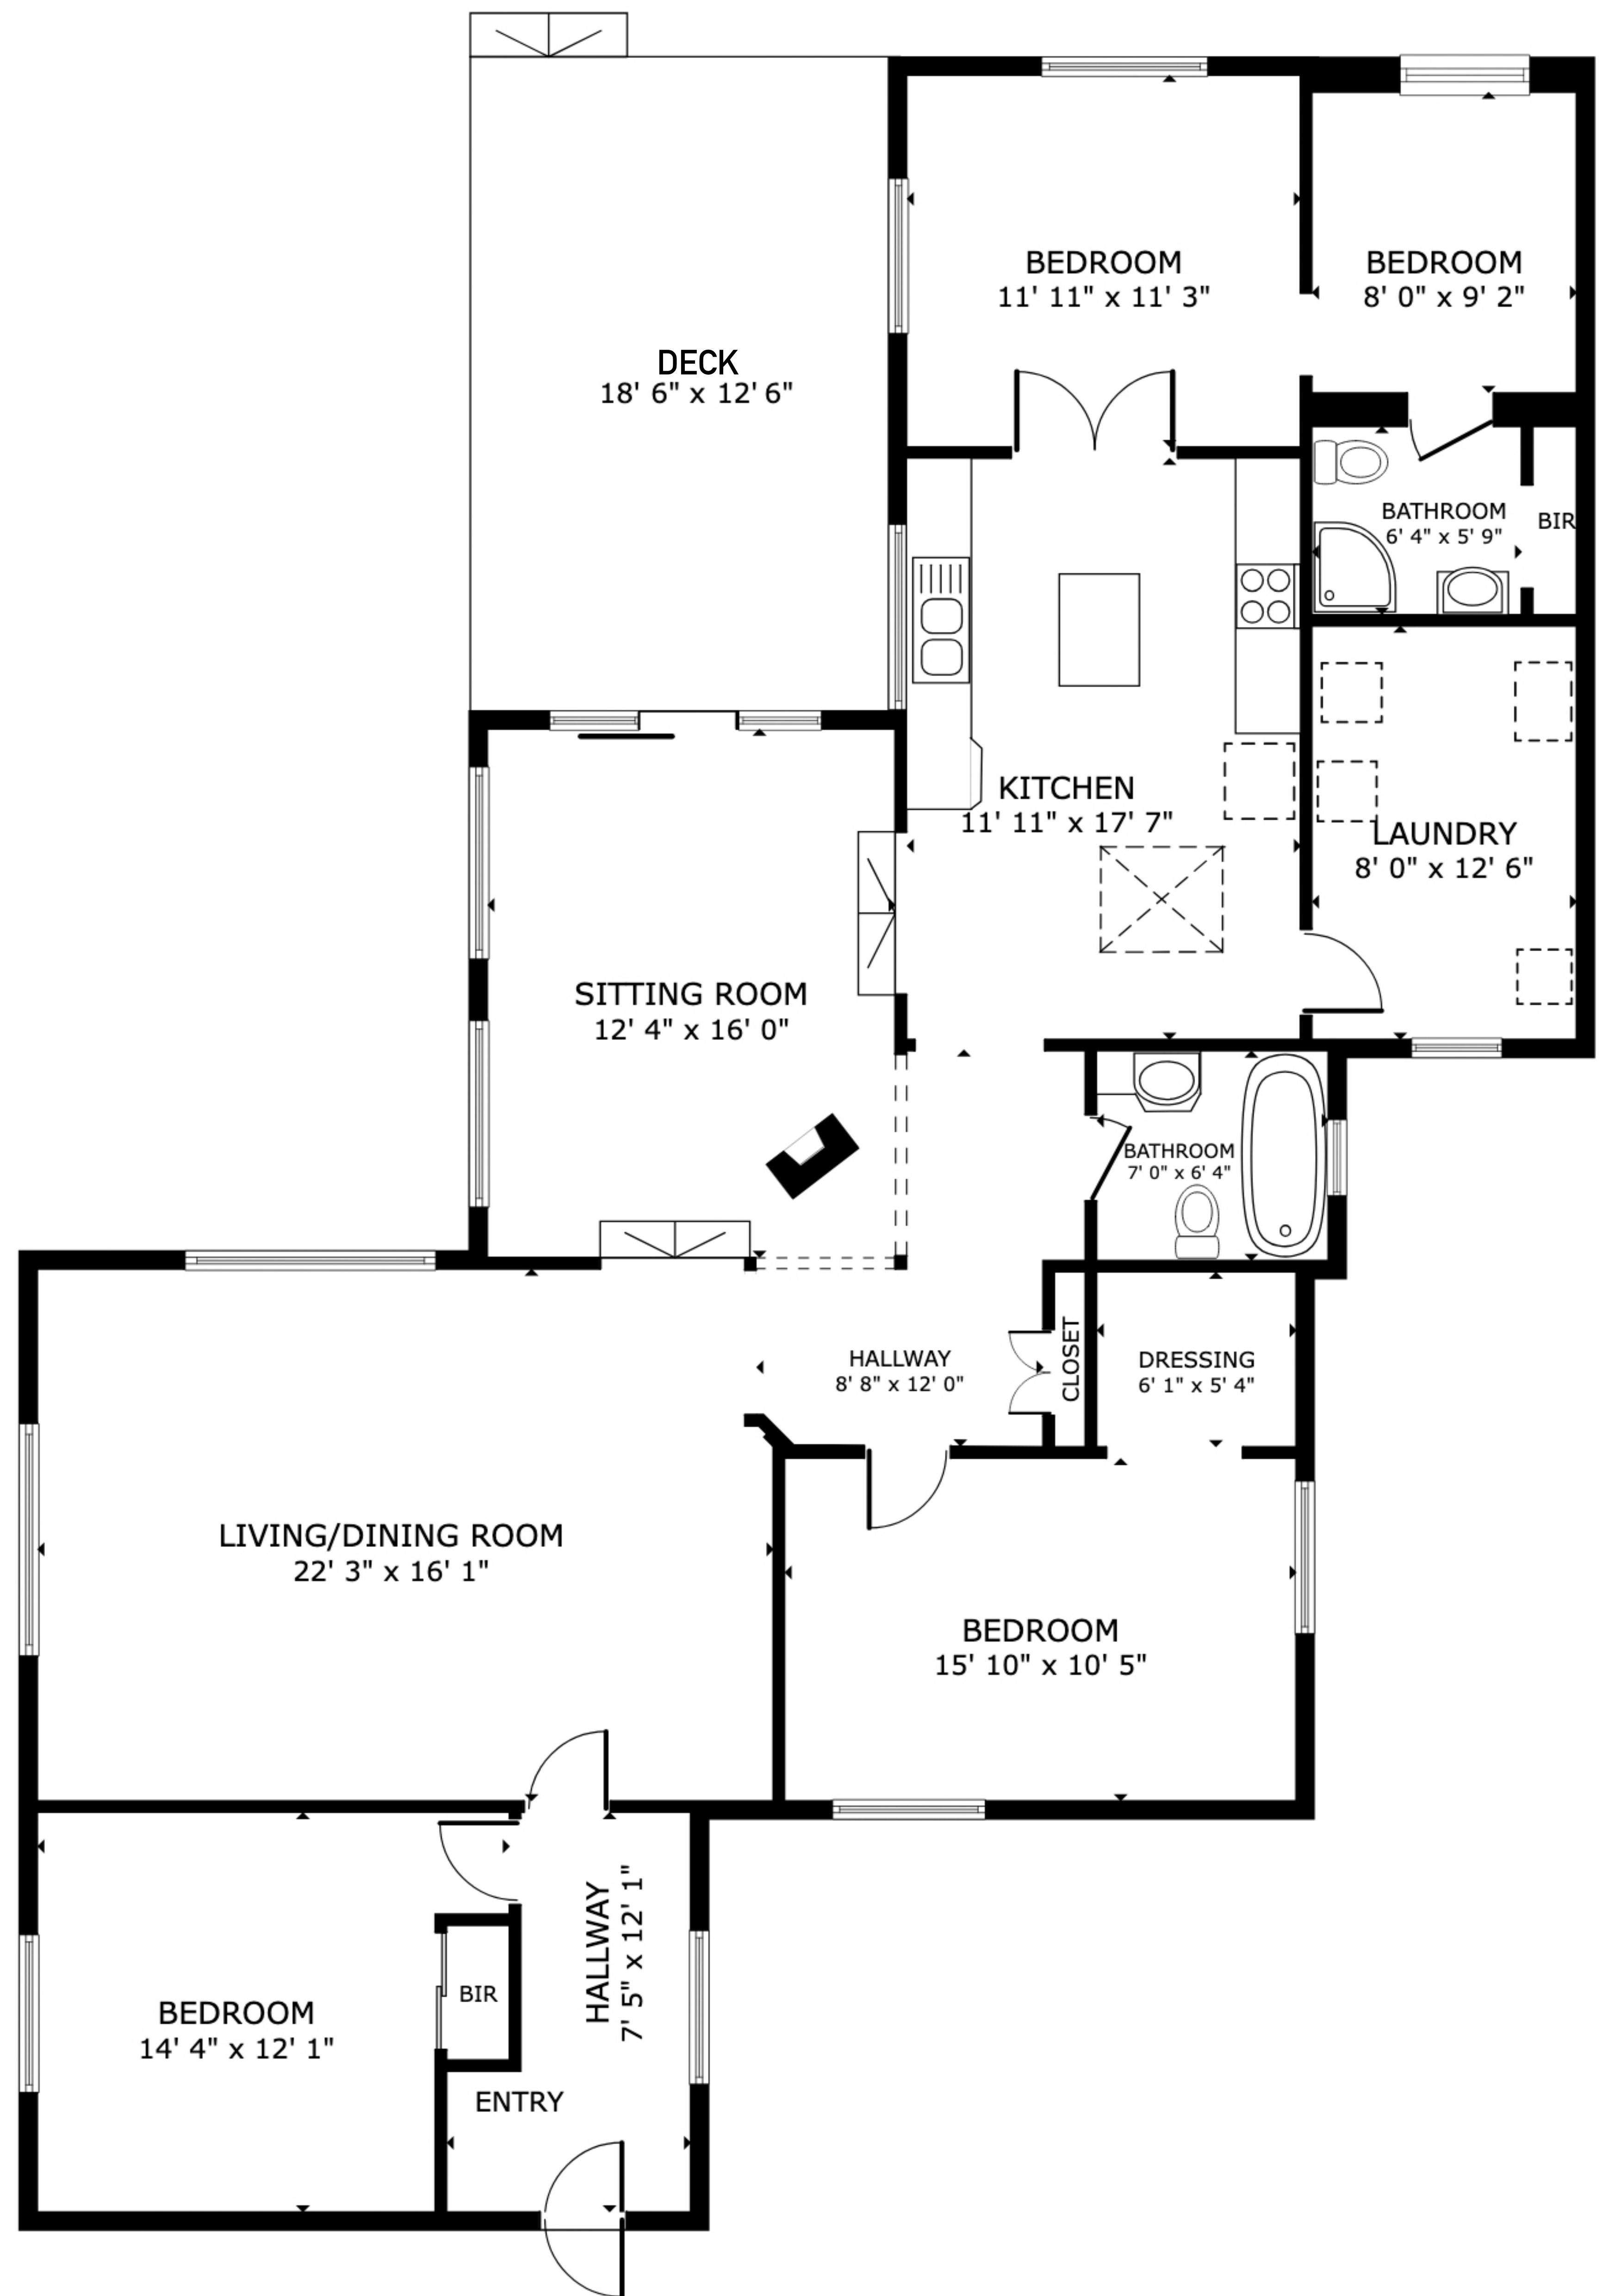 BEDROOM
11' 11" x 11' 3"
BEDROOM
8' 0" x 9' 2"
DECK
18' 6" x 12' 6"
BATHROOM
6' 4" x 5' 9"
BIR
KITCHEN
11' 11" x 17' 7"
LAUNDRY
8' 0" x 12' 6"
SITTING ROOM
12' 4" x 16' 0"
BATHROOM
7' 0" x 6' 4"
HALLWAY
8' 8" x 12' 0"
CLOSET
DRESSING
6' 1" x 5' 4"
LIVING/DINING ROOM
22' 3" x 16' 1"
BEDROOM
15' 10" x 10' 5"
HALLWAY
7' 5" x 12' 1"
BIR
BEDROOM
14' 4" x 12' 1"
ENTRY